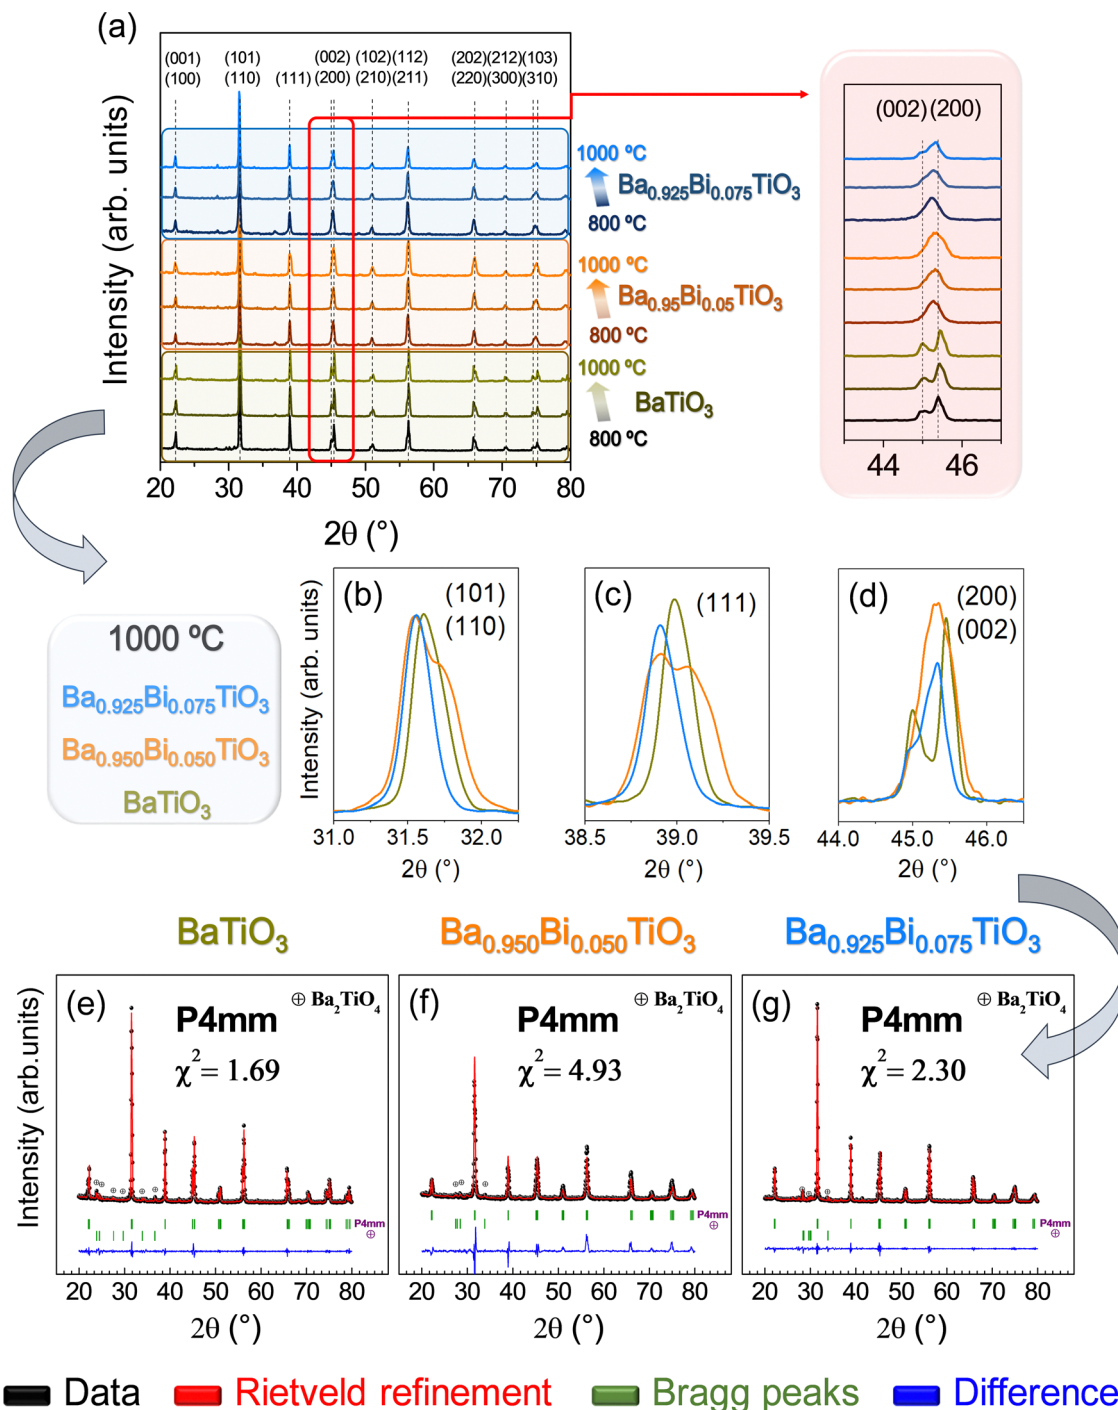 (a)
(001) (101) (002) (102) (112) (202) (212) (103)
(100) (110) (111) (200) (210) (211) (220) (300) (310)
Intensity (arb. units)
1000 ºC
Ba0.925Bi0.075TiO3
800 ºC
1000 ºC
Ba0.95Bi0.05TiO3
800 ºC
1000 ºC
BaTiO3
800 ºC
20 30 40 50 60 70 80
2θ (°)
(002) (200)
44 46
1000 ºC
Ba0.925Bi0.075TiO3
Ba0.950Bi0.050TiO3
BaTiO3
Intensity (arb. units)
(b)
(101)
(110)
31.0 31.5 32.0
2θ (°)
(c)
(111)
38.5 39.0 39.5
2θ (°)
(d)
(200)
(002)
44.0 45.0 46.0
2θ (°)
BaTiO3
Ba0.950Bi0.050TiO3
Ba0.925Bi0.075TiO3
Intensity (arb.units)
(e)
⊕ Ba2TiO4
P4mm
χ2= 1.69
P4mm
⊕
20 30 40 50 60 70 80
2θ (°)
(f)
⊕ Ba2TiO4
P4mm
χ2= 4.93
P4mm
⊕
20 30 40 50 60 70 80
2θ (°)
(g)
⊕ Ba2TiO4
P4mm
χ2= 2.30
P4mm
⊕
20 30 40 50 60 70 80
2θ (°)
Data Rietveld refinement Bragg peaks Difference